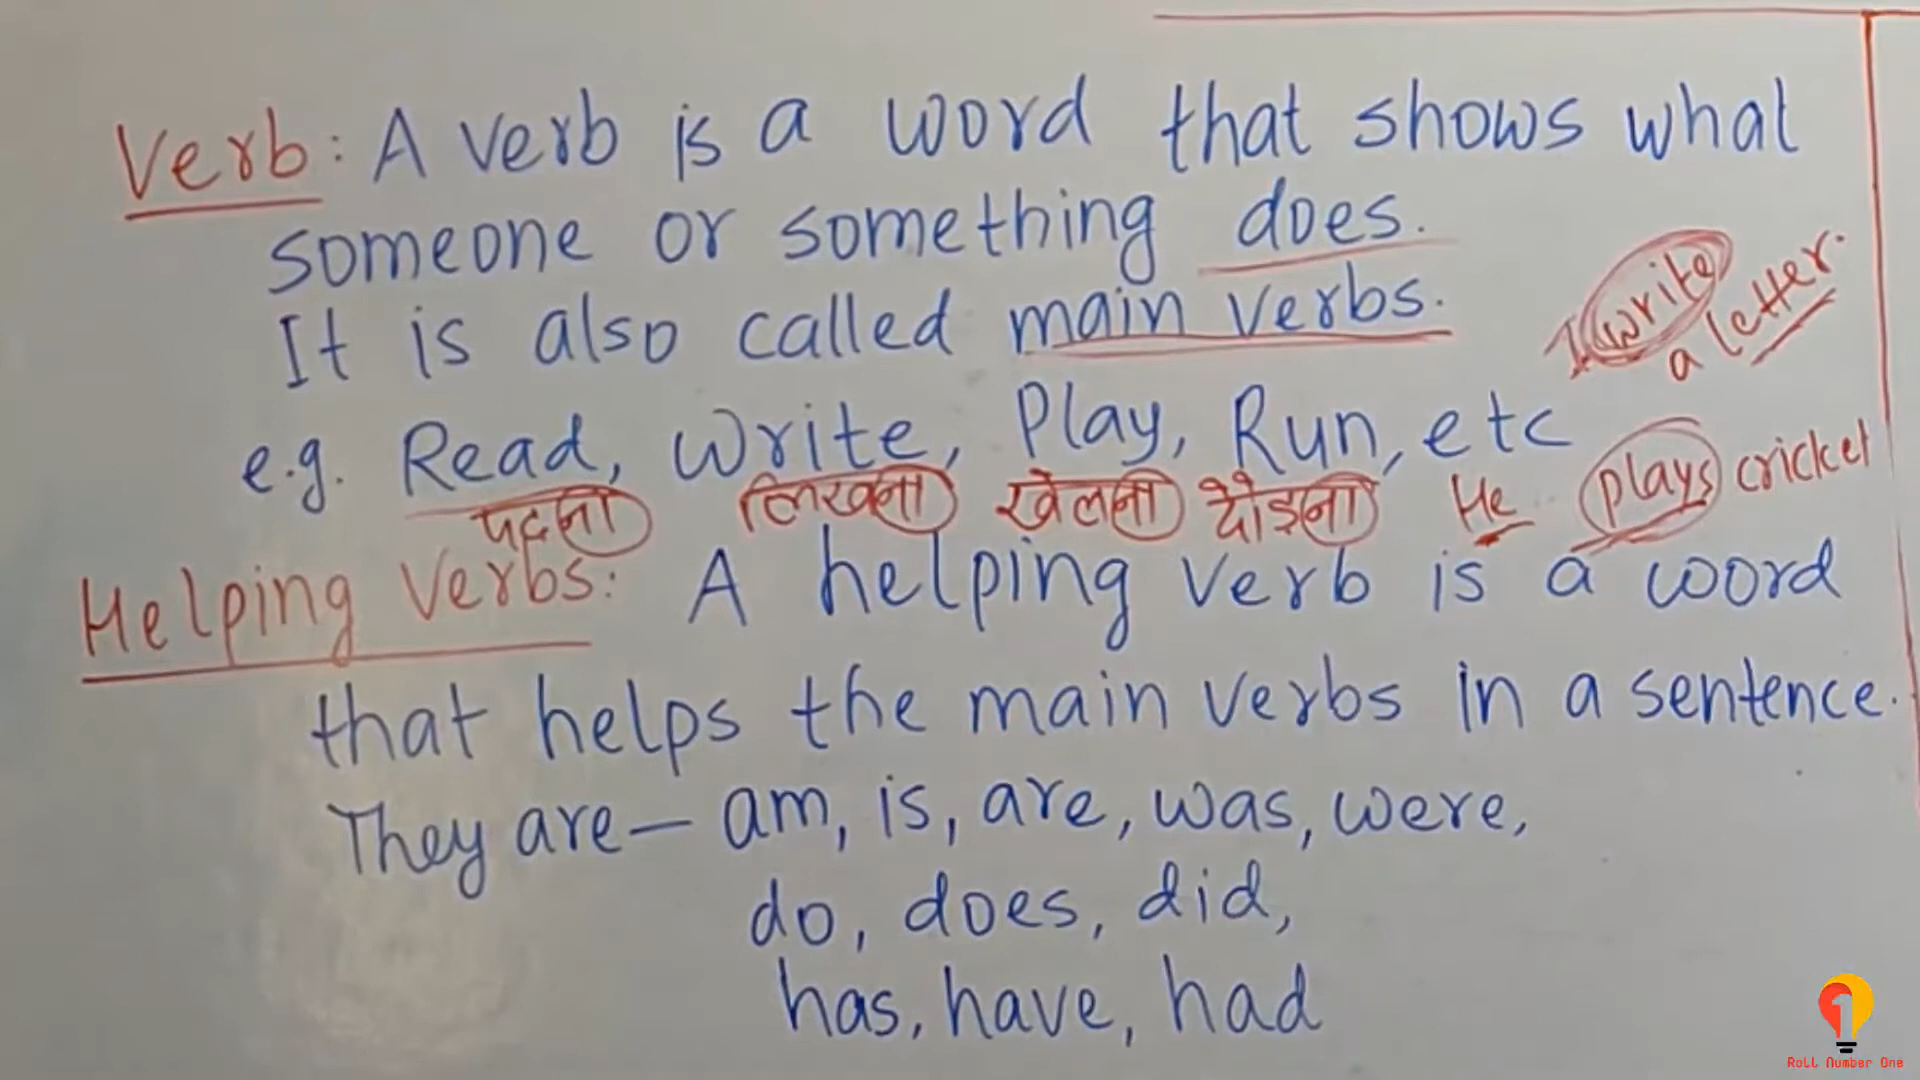 Verb: A verb is a word that shows what
someone or something does.
It is also called main verbs.
I write
a letter.
e.g. Read, Write, Play, Run, etc
पढ़ना लिखना खेलना दौड़ना
He plays cricket
Helping Verbs: A helping verb is a word
that helps the main verbs in a sentence.
They are – am, is, are, was, were,
do, does, did,
has, have, had
1
Roll Number One